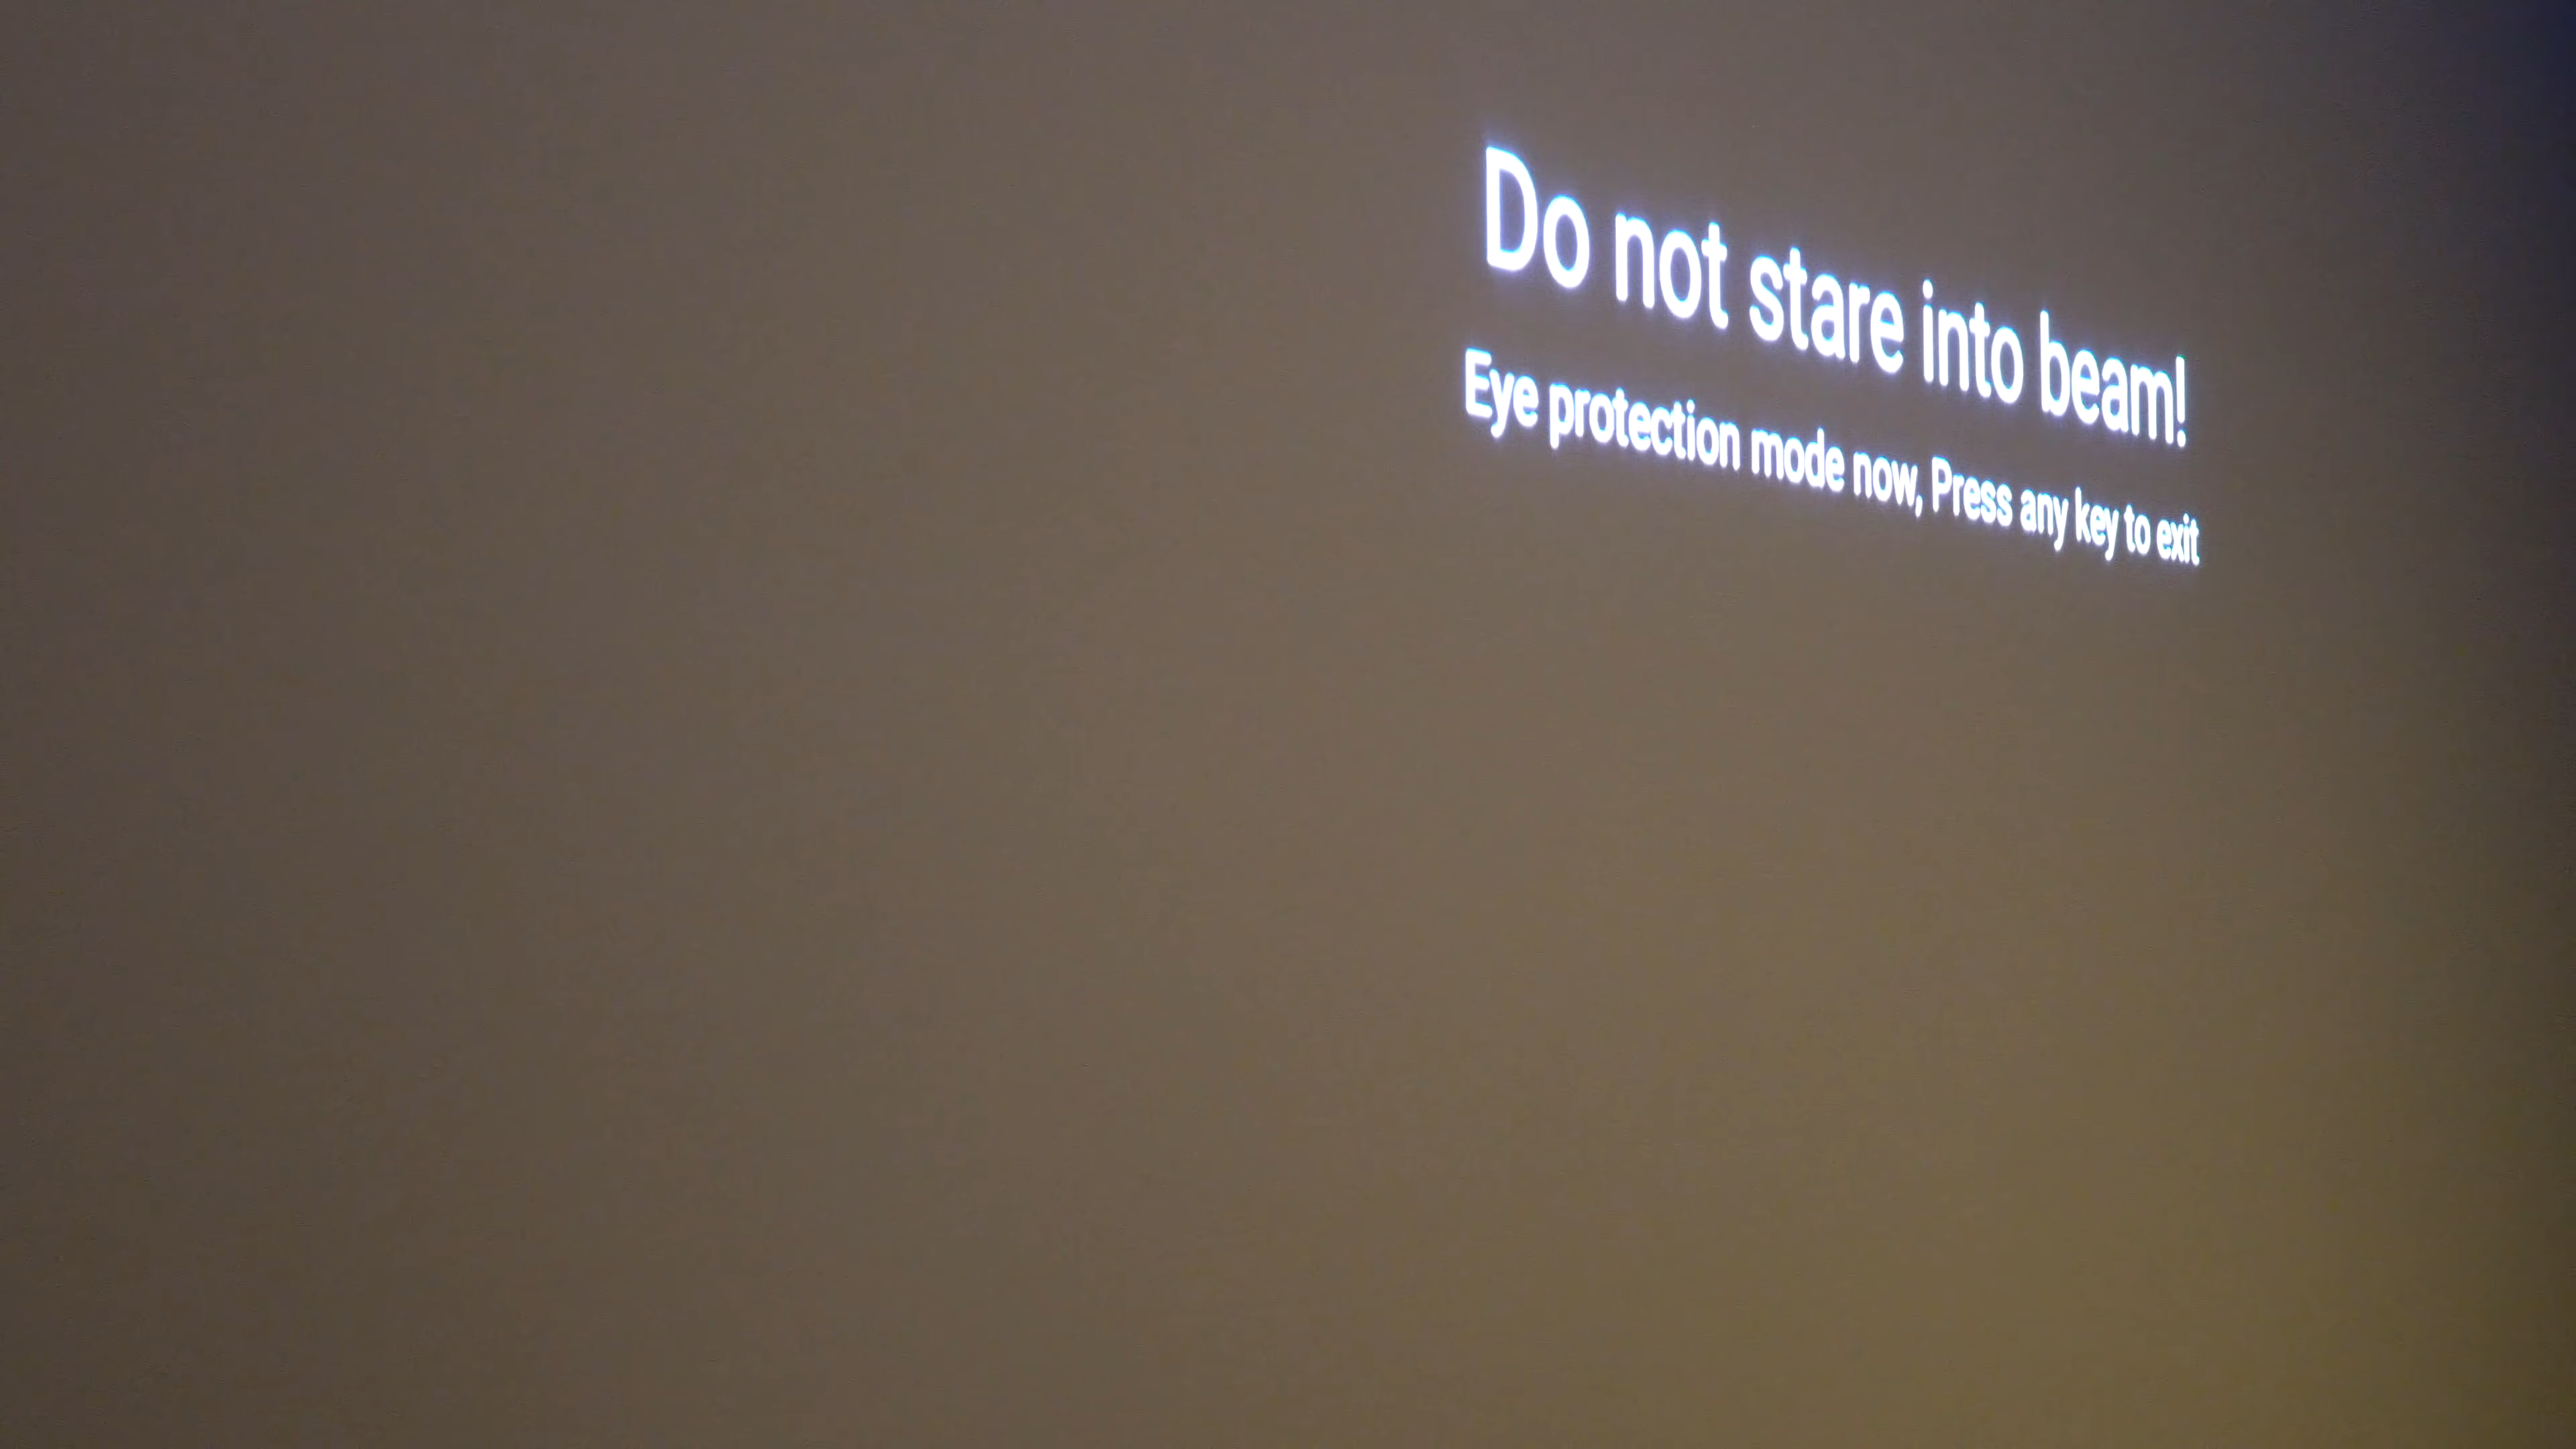 Do not stare into beam!
Eye protection mode now, Press any key to exit